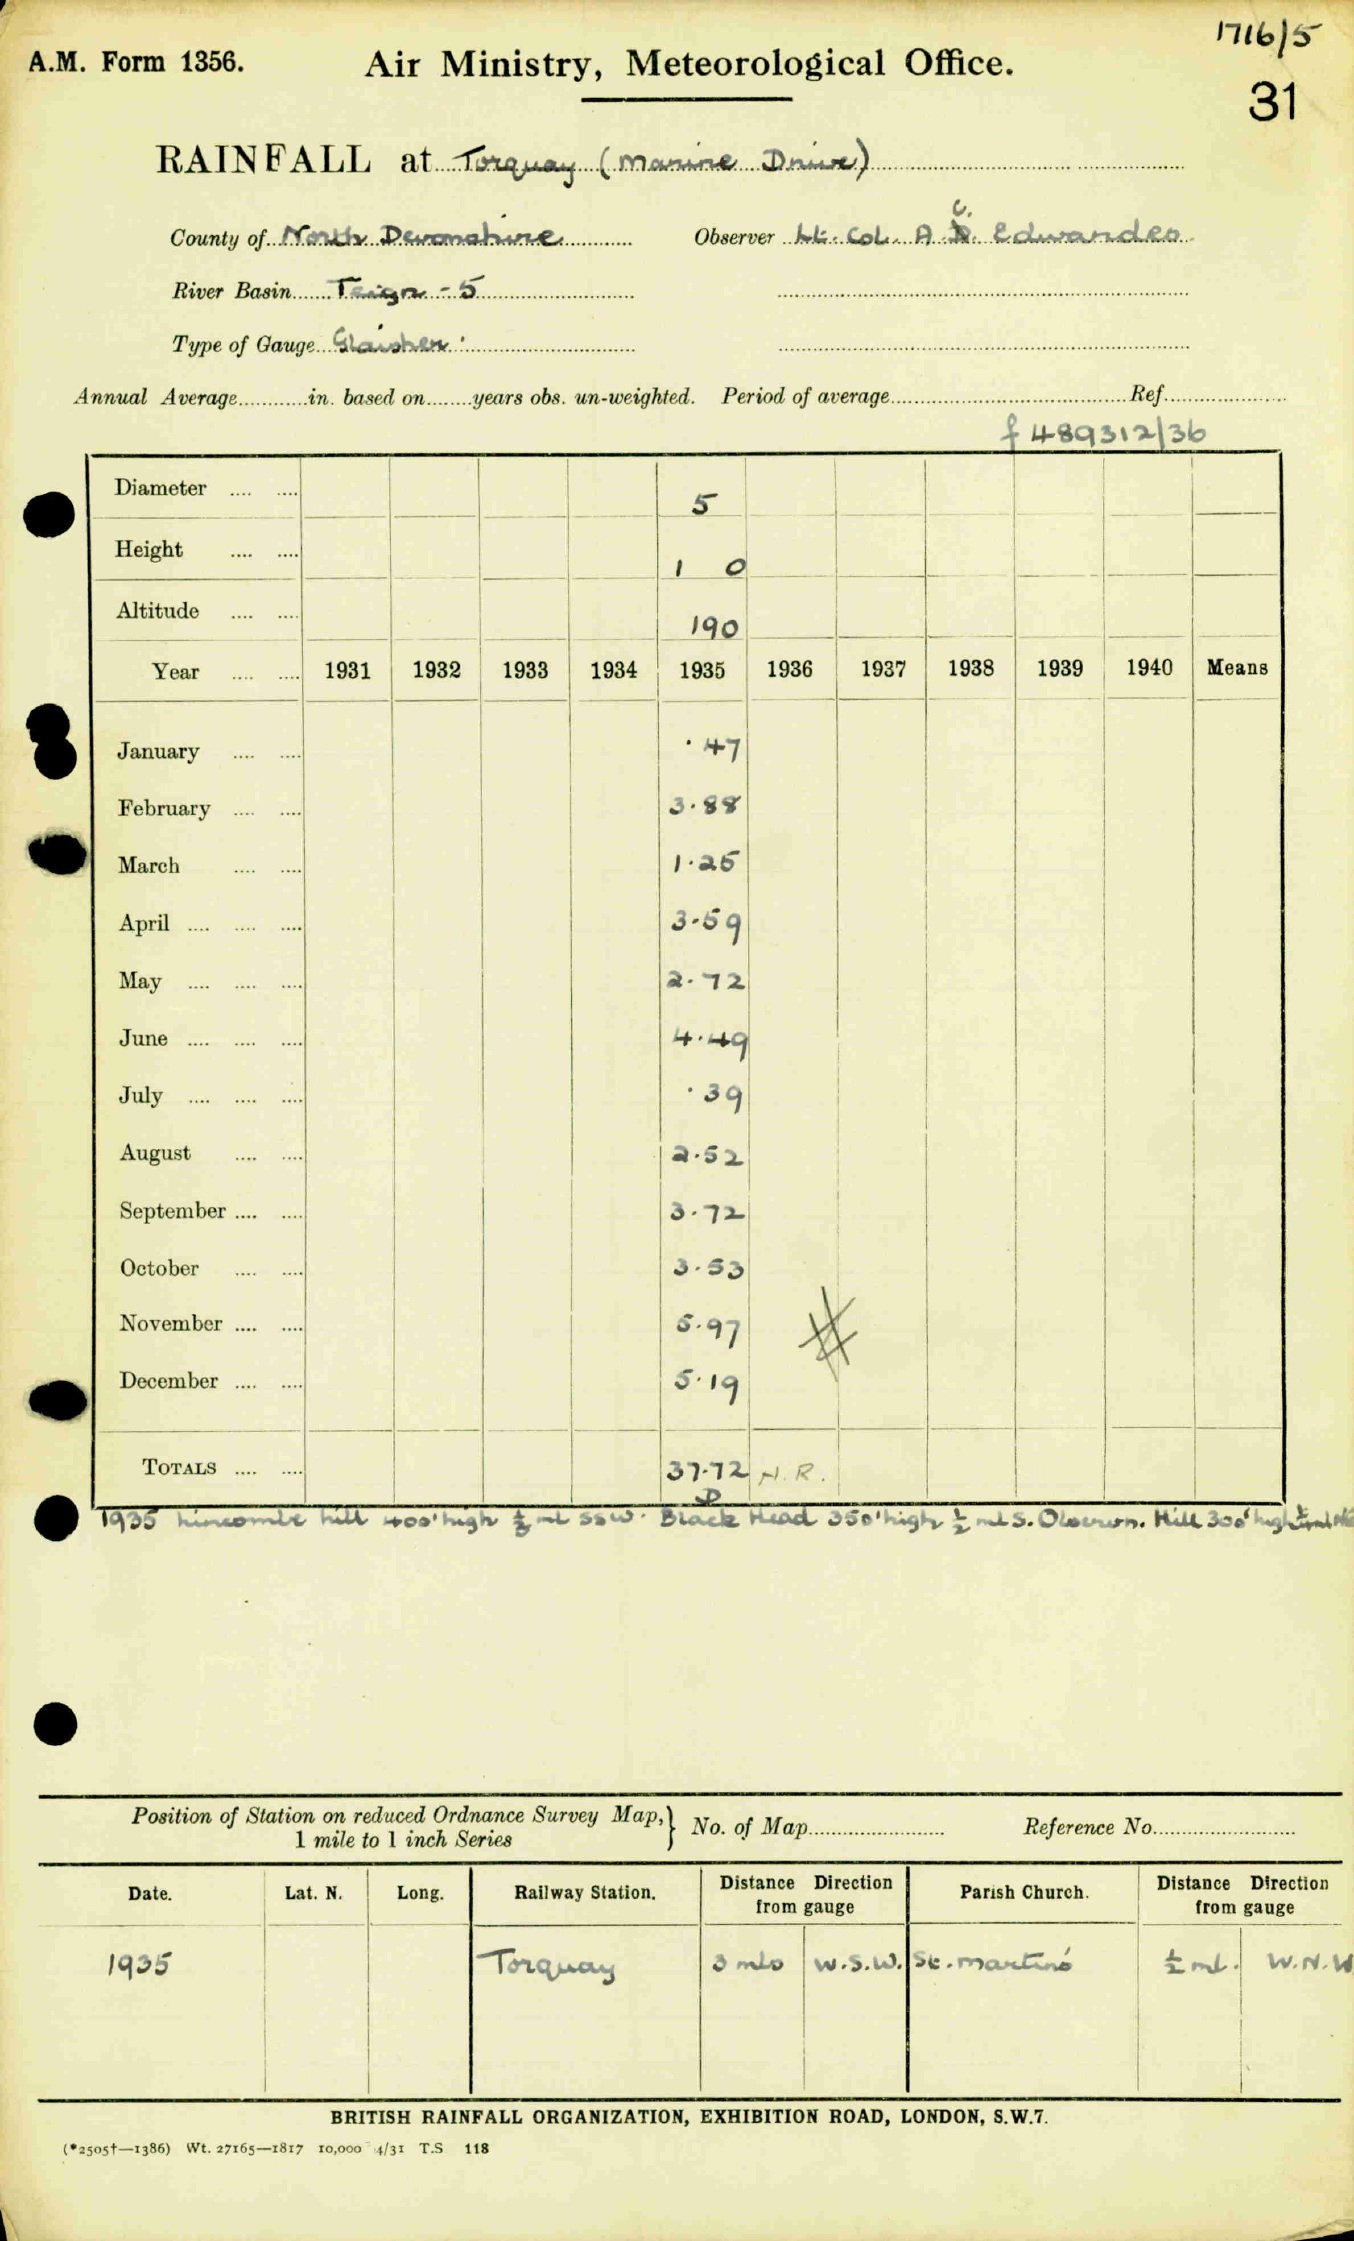 1716/5
A.M. Form 1356. Air Ministry, Meteorological Office.
31
RAINFALL at Torquay (Marine Drive)
County of North Devonshire Observer Lt. Col. A. C. Edwardes
River Basin Teign - 5
Type of Gauge Glaisher
Annual Average in. based on years obs. un-weighted. Period of average Ref.
f 489312/36
Diameter 5
Height 1 0
Altitude 190
Year 1931 1932 1933 1934 1935 1936 1937 1938 1939 1940 Means
January .47
February 3.88
March 1.25
April 3.59
May 2.72
June 4.49
July .39
August 2.52
September 3.72
October 3.53
November 5.97
December 5.19
TOTALS 37.72 N.R.
D
1935 Lincombe hill 400' high ½ ml SSW. Black Head 350' high ½ ml S. Hill 300' high
Position of Station on reduced Ordnance Survey Map, } No. of Map Reference No.
1 mile to 1 inch Series
Date. Lat. N. Long. Railway Station. Distance Direction from gauge Parish Church. Distance Direction from gauge
1935 Torquay 3 mls W.S.W. St. Martins ½ ml. W.N.W
BRITISH RAINFALL ORGANIZATION, EXHIBITION ROAD, LONDON, S.W.7.
(*2505†—1386) Wt. 27165—1817 10,000 4/31 T.S 118